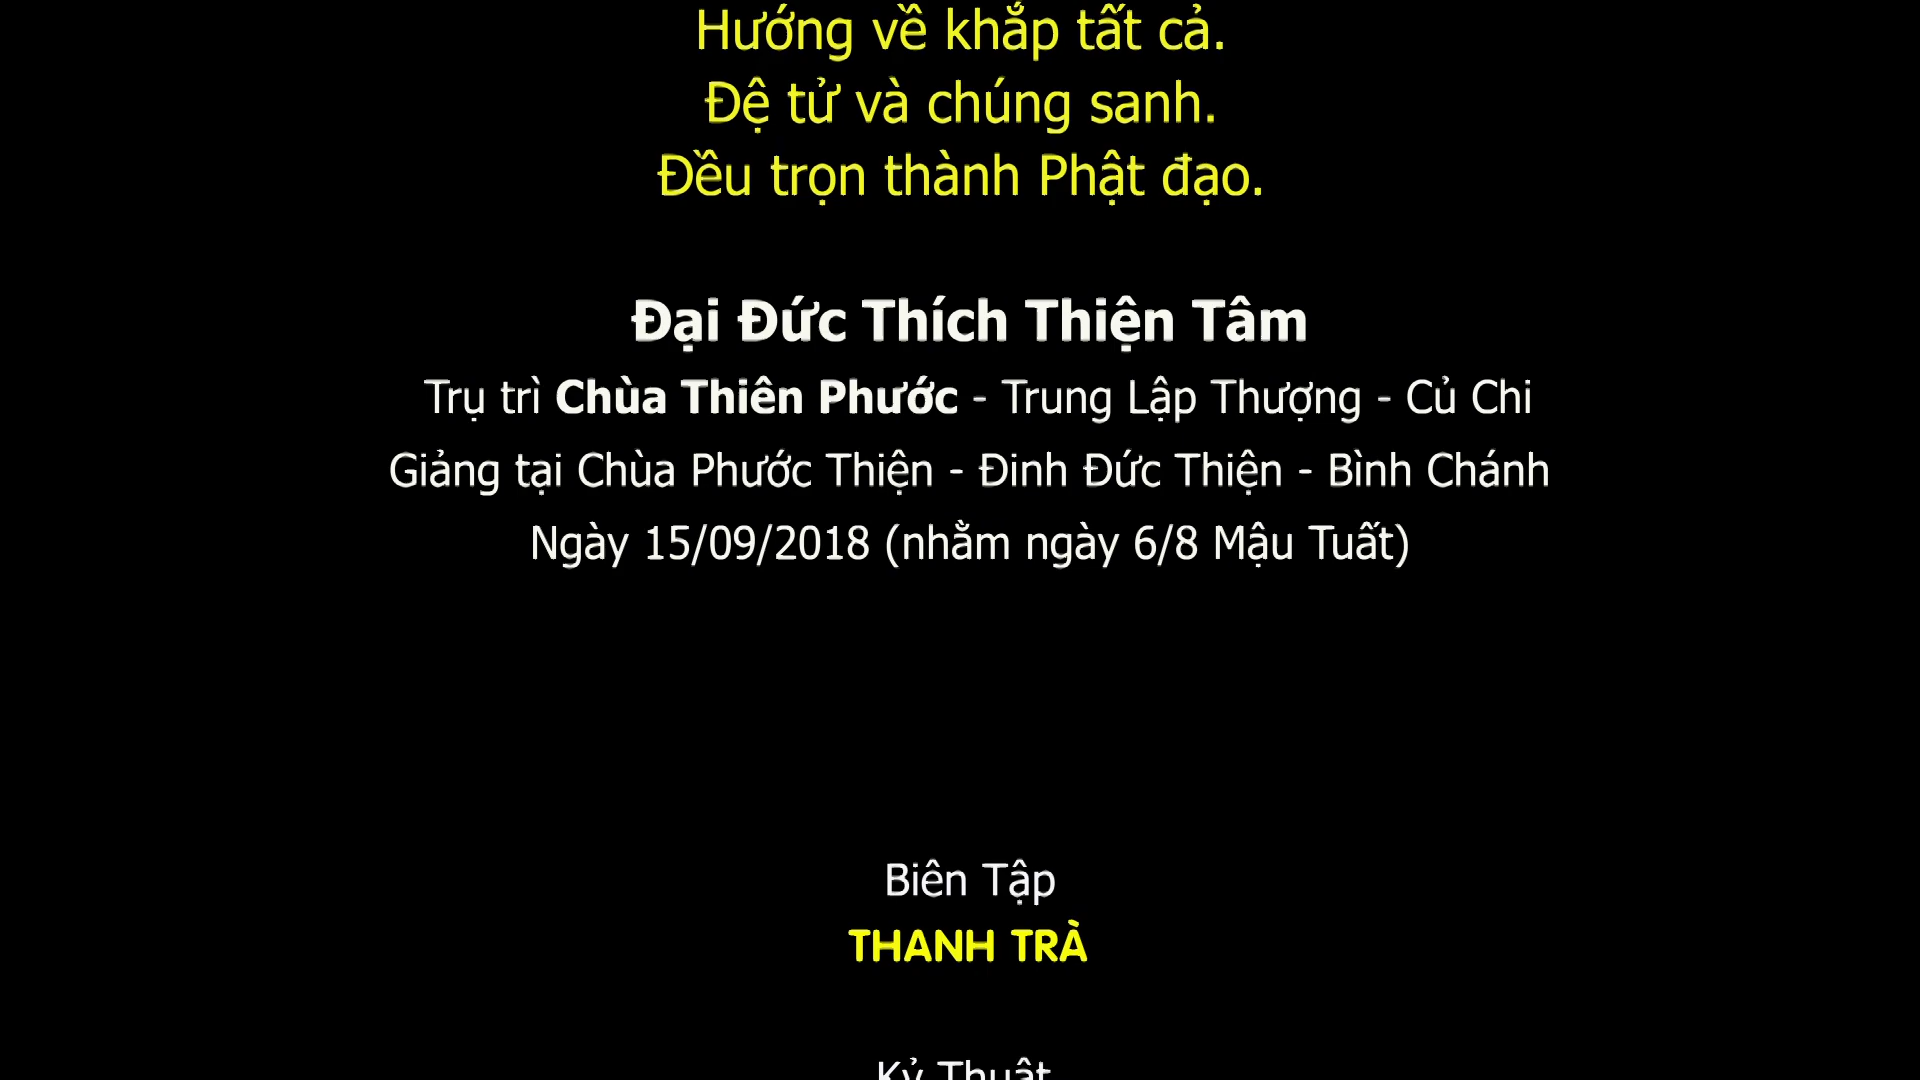 Hướng về khắp tất cả.
Đệ tử và chúng sanh.
Đều trọn thành Phật đạo.
Đại Đức Thích Thiện Tâm
Trụ trì Chùa Thiên Phước - Trung Lập Thượng - Củ Chi
Giảng tại Chùa Phước Thiện - Đinh Đức Thiện - Bình Chánh
Ngày 15/09/2018 (nhằm ngày 6/8 Mậu Tuất)
Biên Tập
THANH TRÀ
Kỷ Thuật